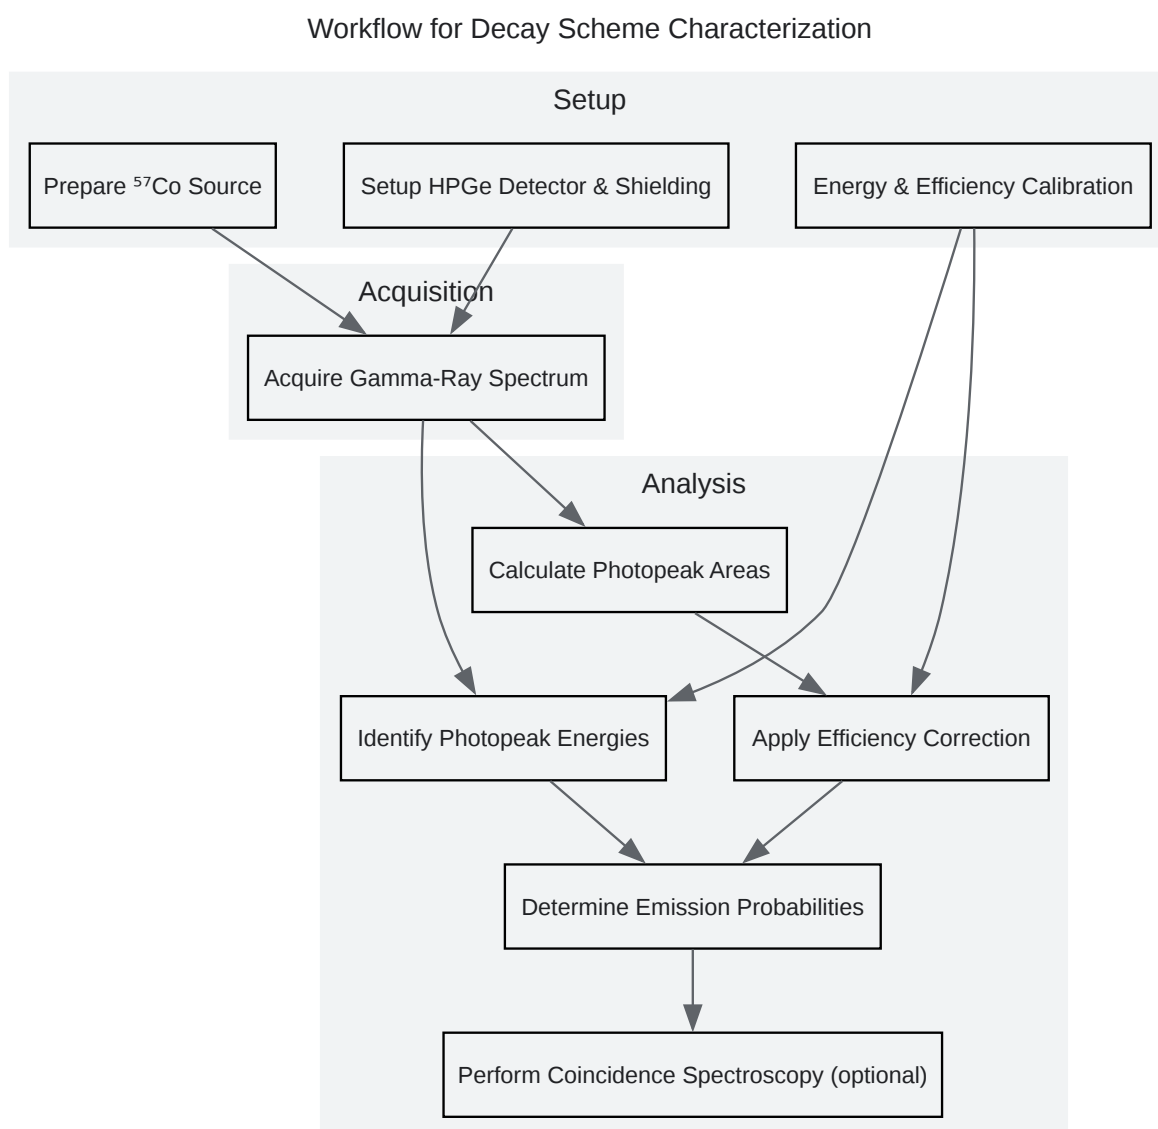 Workflow for Decay Scheme Characterization
Setup
Prepare ⁵⁷Co Source
Setup HPGe Detector & Shielding
Energy & Efficiency Calibration
Acquisition
Acquire Gamma-Ray Spectrum
Analysis
Calculate Photopeak Areas
Identify Photopeak Energies
Apply Efficiency Correction
Determine Emission Probabilities
Perform Coincidence Spectroscopy (optional)